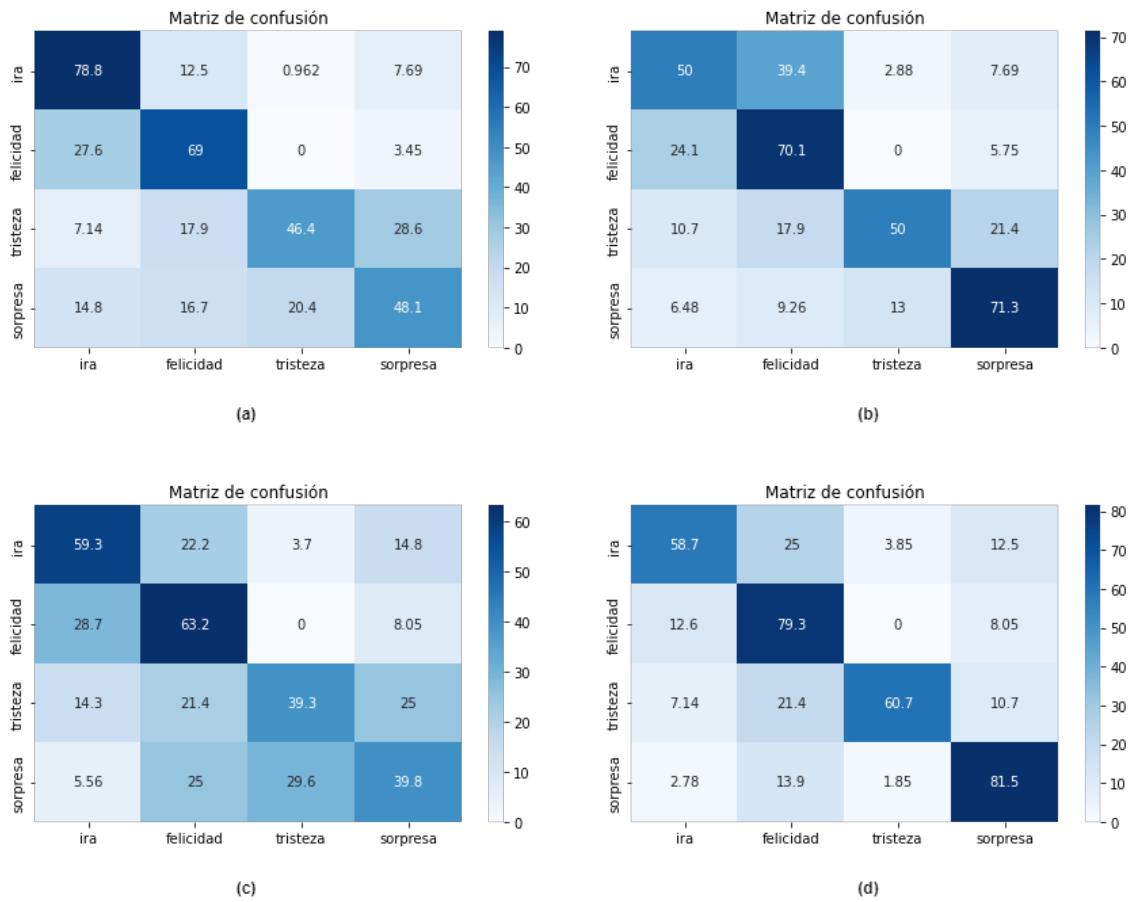 Matriz de confusión
ira 78.8 12.5 0.962 7.69
felicidad 27.6 69 0 3.45
tristeza 7.14 17.9 46.4 28.6
sorpresa 14.8 16.7 20.4 48.1
ira felicidad tristeza sorpresa
70
60
50
40
30
20
10
0
(a)
Matriz de confusión
ira 50 39.4 2.88 7.69
felicidad 24.1 70.1 0 5.75
tristeza 10.7 17.9 50 21.4
sorpresa 6.48 9.26 13 71.3
ira felicidad tristeza sorpresa
70
60
50
40
30
20
10
0
(b)
Matriz de confusión
ira 59.3 22.2 3.7 14.8
felicidad 28.7 63.2 0 8.05
tristeza 14.3 21.4 39.3 25
sorpresa 5.56 25 29.6 39.8
ira felicidad tristeza sorpresa
60
50
40
30
20
10
0
(c)
Matriz de confusión
ira 58.7 25 3.85 12.5
felicidad 12.6 79.3 0 8.05
tristeza 7.14 21.4 60.7 10.7
sorpresa 2.78 13.9 1.85 81.5
ira felicidad tristeza sorpresa
80
70
60
50
40
30
20
10
0
(d)